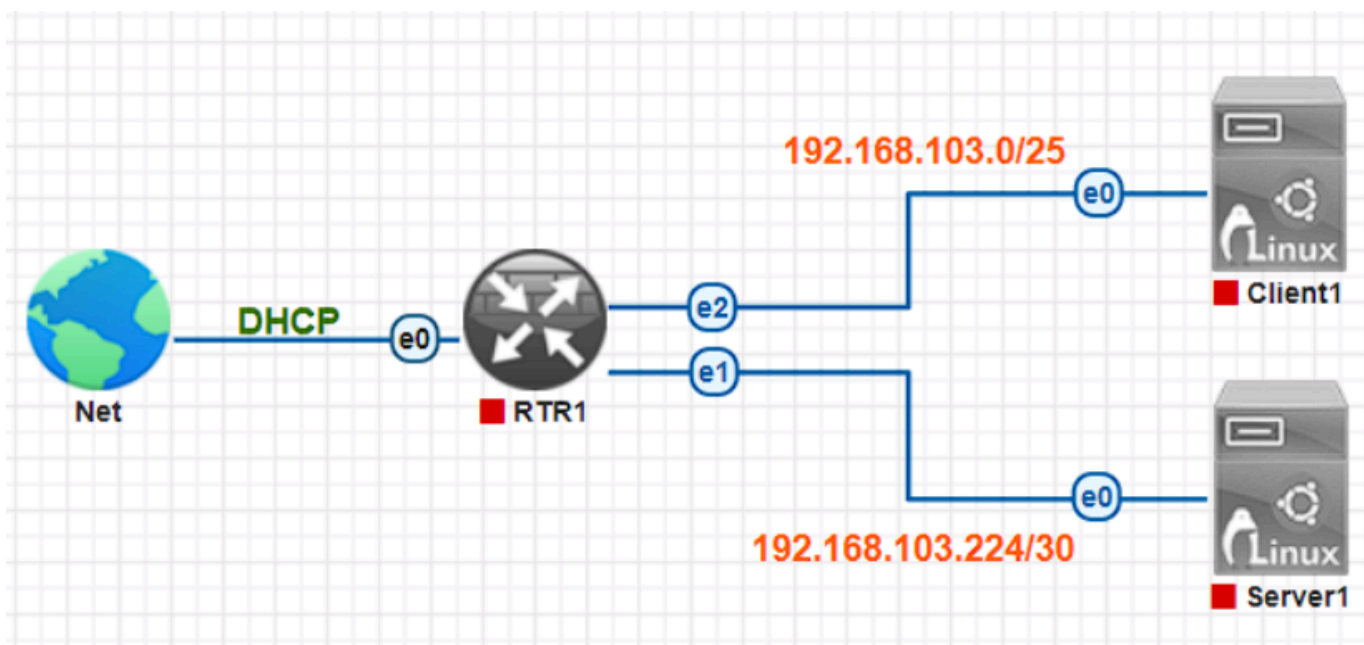 192.168.103.0/25
e0
Linux
Client1
DHCP
e0
e2
Net
RTR1
e1
e0
192.168.103.224/30
Linux
Server1